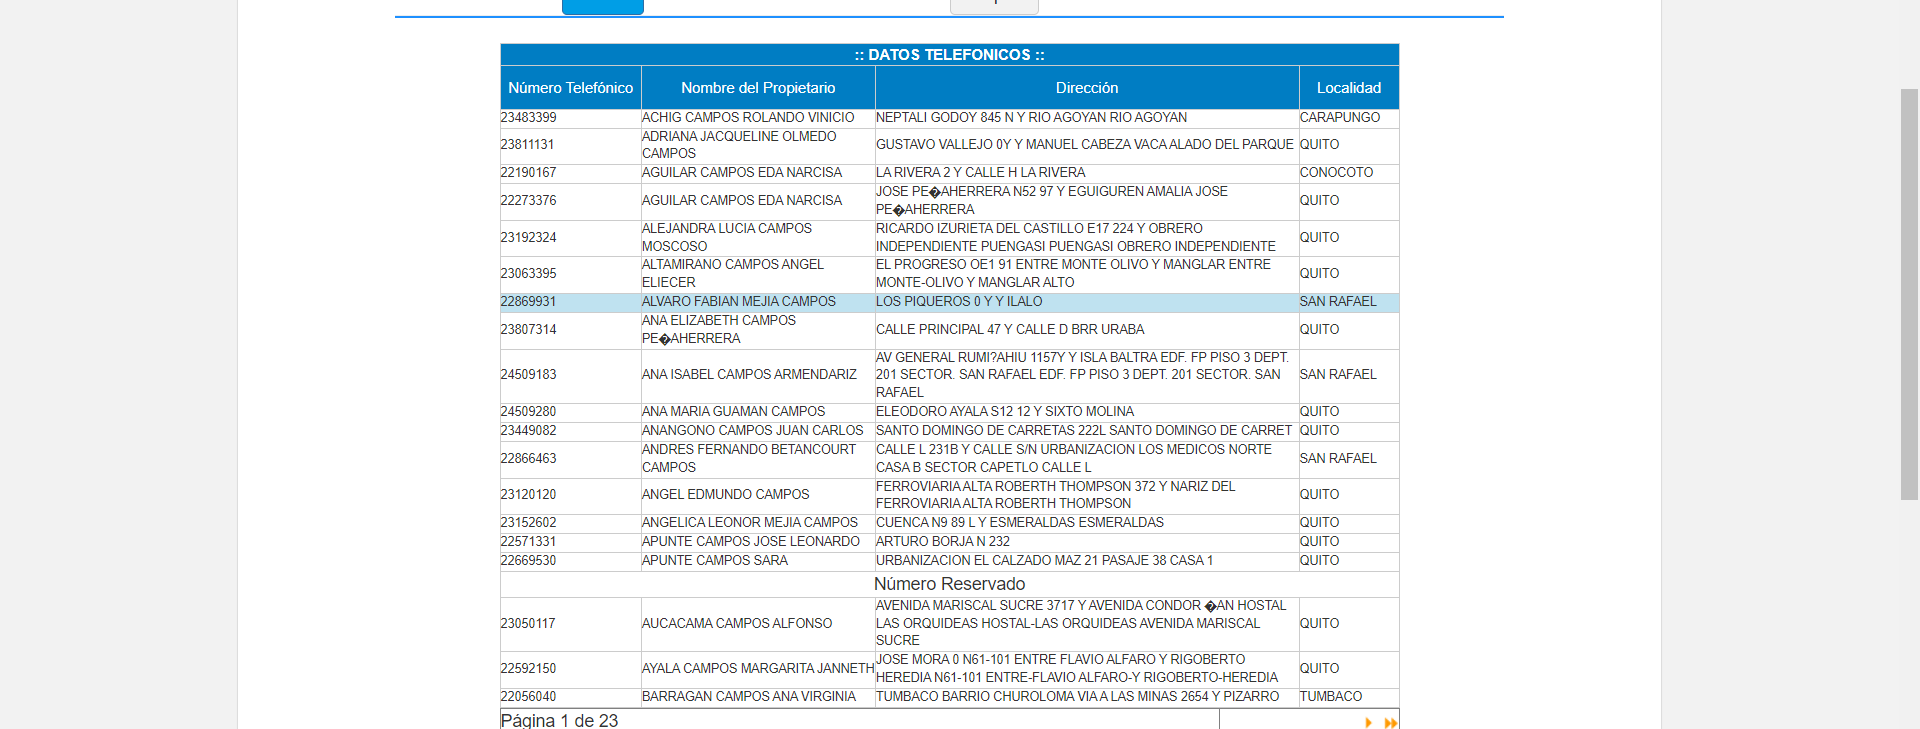 :: DATOS TELEFONICOS ::
Número Telefónico Nombre del Propietario Dirección Localidad
23483399 ACHIG CAMPOS ROLANDO VINICIO NEPTALI GODOY 845 N Y RIO AGOYAN RIO AGOYAN CARAPUNGO
23811131 ADRIANA JACQUELINE OLMEDO
CAMPOS GUSTAVO VALLEJO 0Y Y MANUEL CABEZA VACA ALADO DEL PARQUE QUITO
22190167 AGUILAR CAMPOS EDA NARCISA LA RIVERA 2 Y CALLE H LA RIVERA CONOCOTO
22273376 AGUILAR CAMPOS EDA NARCISA JOSE PE�AHERRERA N52 97 Y EGUIGUREN AMALIA JOSE
PE�AHERRERA QUITO
23192324 ALEJANDRA LUCIA CAMPOS
MOSCOSO RICARDO IZURIETA DEL CASTILLO E17 224 Y OBRERO
INDEPENDIENTE PUENGASI PUENGASI OBRERO INDEPENDIENTE QUITO
23063395 ALTAMIRANO CAMPOS ANGEL
ELIECER EL PROGRESO OE1 91 ENTRE MONTE OLIVO Y MANGLAR ENTRE
MONTE-OLIVO Y MANGLAR ALTO QUITO
22869931 ALVARO FABIAN MEJIA CAMPOS LOS PIQUEROS 0 Y Y ILALO SAN RAFAEL
23807314 ANA ELIZABETH CAMPOS
PE�AHERRERA CALLE PRINCIPAL 47 Y CALLE D BRR URABA QUITO
24509183 ANA ISABEL CAMPOS ARMENDARIZ AV GENERAL RUMI?AHIU 1157Y Y ISLA BALTRA EDF. FP PISO 3 DEPT.
201 SECTOR. SAN RAFAEL EDF. FP PISO 3 DEPT. 201 SECTOR. SAN
RAFAEL SAN RAFAEL
24509280 ANA MARIA GUAMAN CAMPOS ELEODORO AYALA S12 12 Y SIXTO MOLINA QUITO
23449082 ANANGONO CAMPOS JUAN CARLOS SANTO DOMINGO DE CARRETAS 222L SANTO DOMINGO DE CARRET QUITO
22866463 ANDRES FERNANDO BETANCOURT
CAMPOS CALLE L 231B Y CALLE S/N URBANIZACION LOS MEDICOS NORTE
CASA B SECTOR CAPETLO CALLE L SAN RAFAEL
23120120 ANGEL EDMUNDO CAMPOS FERROVIARIA ALTA ROBERTH THOMPSON 372 Y NARIZ DEL
FERROVIARIA ALTA ROBERTH THOMPSON QUITO
23152602 ANGELICA LEONOR MEJIA CAMPOS CUENCA N9 89 L Y ESMERALDAS ESMERALDAS QUITO
22571331 APUNTE CAMPOS JOSE LEONARDO ARTURO BORJA N 232 QUITO
22669530 APUNTE CAMPOS SARA URBANIZACION EL CALZADO MAZ 21 PASAJE 38 CASA 1 QUITO
Número Reservado
23050117 AUCACAMA CAMPOS ALFONSO AVENIDA MARISCAL SUCRE 3717 Y AVENIDA CONDOR �AN HOSTAL
LAS ORQUIDEAS HOSTAL-LAS ORQUIDEAS AVENIDA MARISCAL
SUCRE QUITO
22592150 AYALA CAMPOS MARGARITA JANNETH JOSE MORA 0 N61-101 ENTRE FLAVIO ALFARO Y RIGOBERTO
HEREDIA N61-101 ENTRE-FLAVIO ALFARO-Y RIGOBERTO-HEREDIA QUITO
22056040 BARRAGAN CAMPOS ANA VIRGINIA TUMBACO BARRIO CHUROLOMA VIA A LAS MINAS 2654 Y PIZARRO TUMBACO
Página 1 de 23